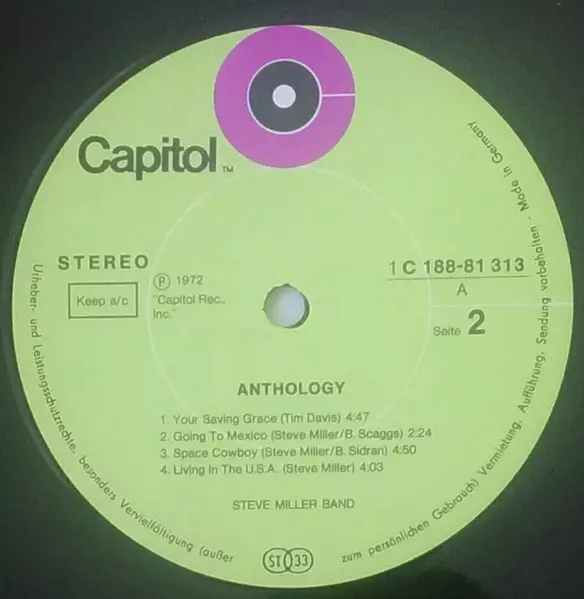 Capitol
TM
STEREO
Ⓟ 1972
"Capitol Rec.,
Inc."
Keep a/c
1 C 188-81 313
A
Seite 2
ANTHOLOGY
1. Your Saving Grace (Tim Davis) 4:47
2. Going To Mexico (Steve Miller/B. Scaggs) 2:24
3. Space Cowboy (Steve Miller/B. Sidran) 4:50
4. Living In The U.S.A. (Steve Miller) 4:03
STEVE MILLER BAND
Urheber- und Leistungsschutzrechte, besonders Vervielfältigung (außer zum persönlichen Gebrauch) Vermietung, Aufführung, Sendung vorbehalten - Made in Germany
ST 33